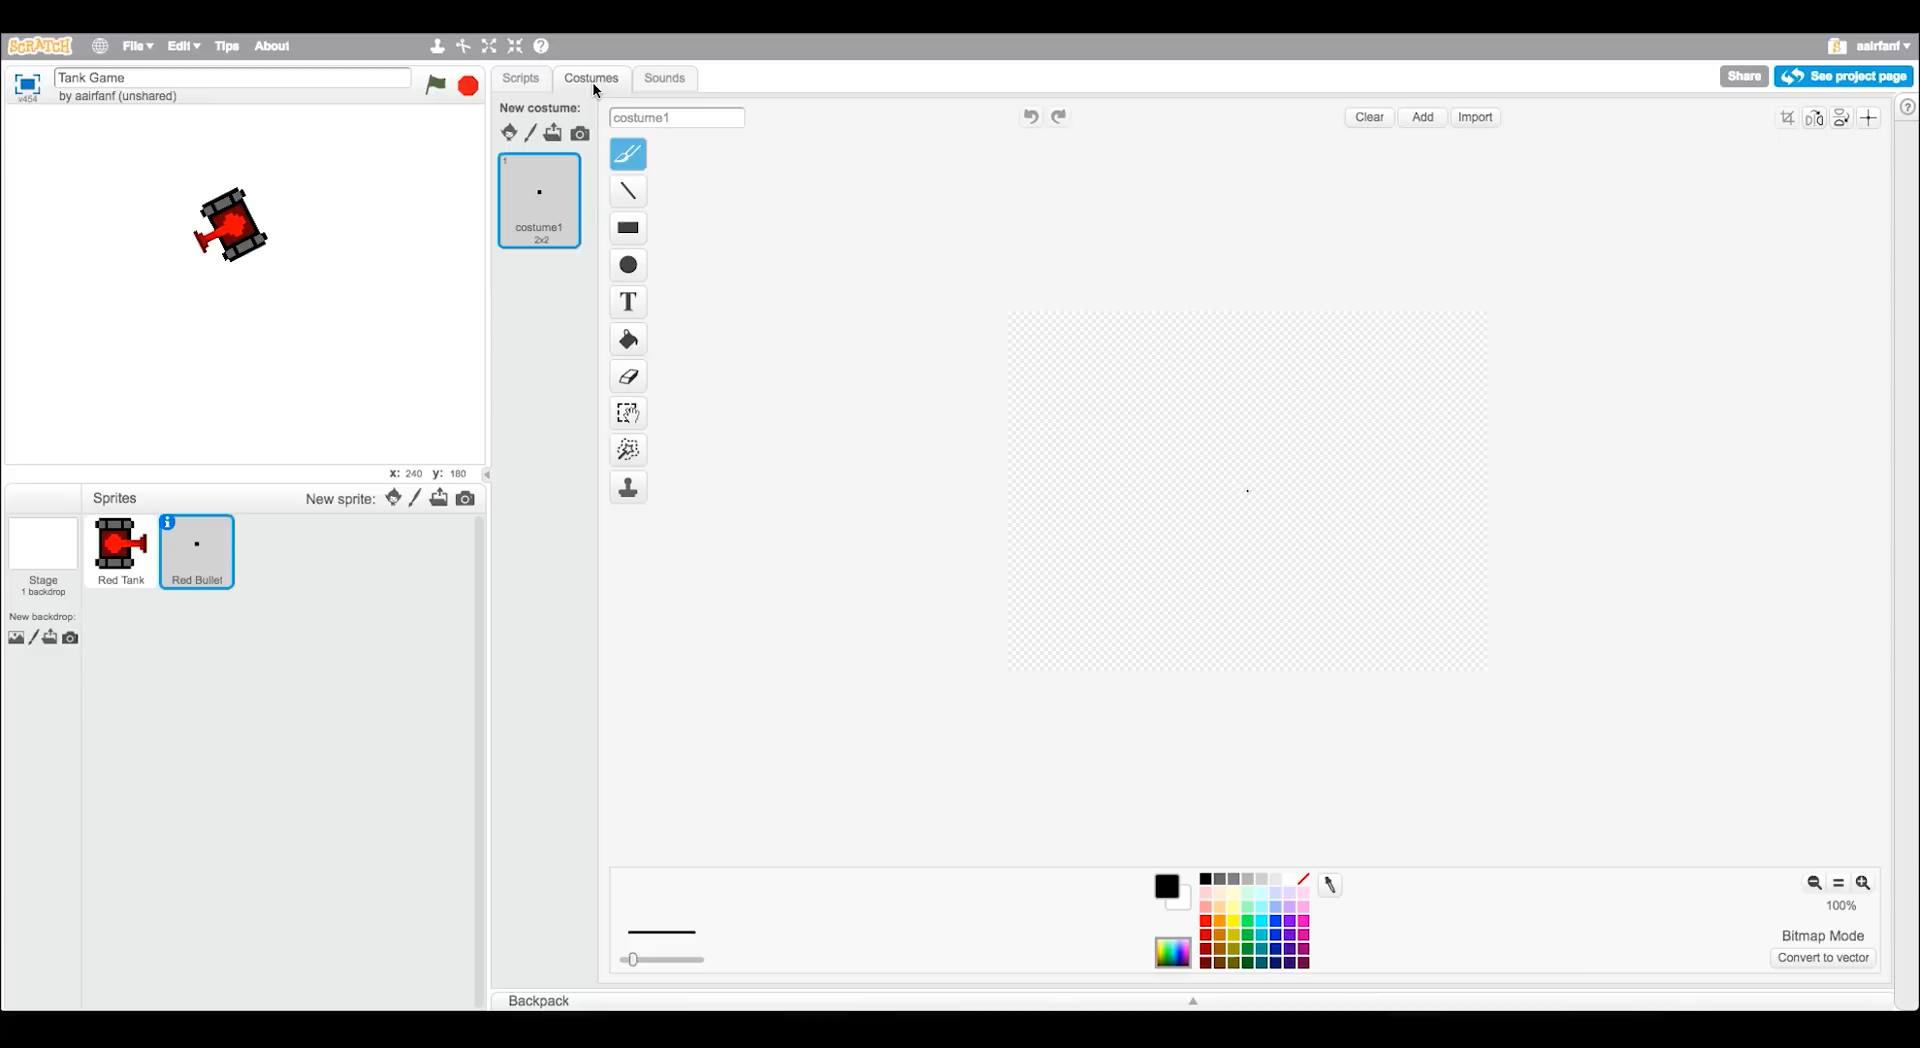 SCRATCH File Edit Tips About aairfanf
Tank Game
by aairfanf (unshared)
v454
Scripts Costumes Sounds
Share See project page
New costume:
costume1
Clear Add Import
1
costume1
2x2
T
x: 240 y: 180
Sprites New sprite:
Red Tank
Red Bullet
Stage
1 backdrop
New backdrop:
100%
Bitmap Mode
Convert to vector
Backpack